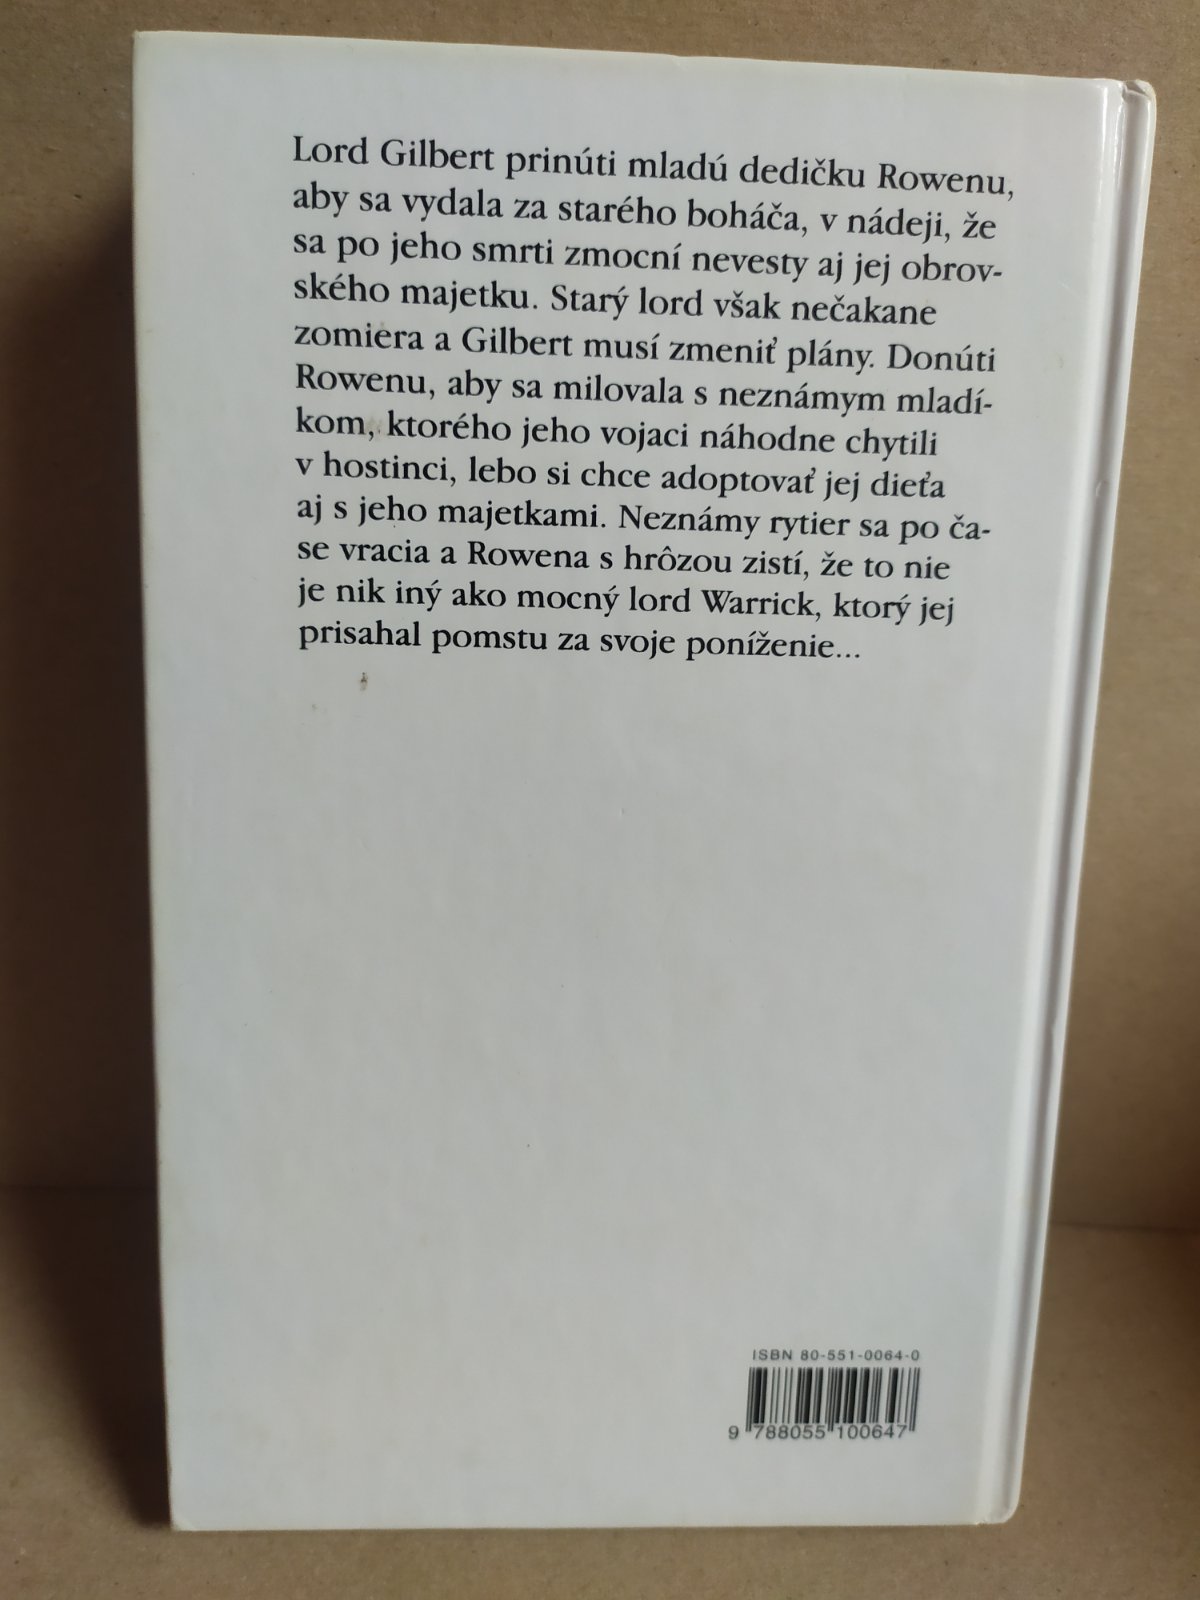 Lord Gilbert prinúti mladú dedičku Rowenu,
aby sa vydala za starého boháča, v nádeji, že
sa po jeho smrti zmocní nevesty aj jej obrov-
ského majetku. Starý lord však nečakane
zomiera a Gilbert musí zmeniť plány. Donúti
Rowenu, aby sa milovala s neznámym mladí-
kom, ktorého jeho vojaci náhodne chytili
v hostinci, lebo si chce adoptovať jej dieťa
aj s jeho majetkami. Neznámy rytier sa po ča-
se vracia a Rowena s hrôzou zistí, že to nie
je nik iný ako mocný lord Warrick, ktorý jej
prisahal pomstu za svoje poníženie...
ISBN 80-551-0064-0
9 788055 100647